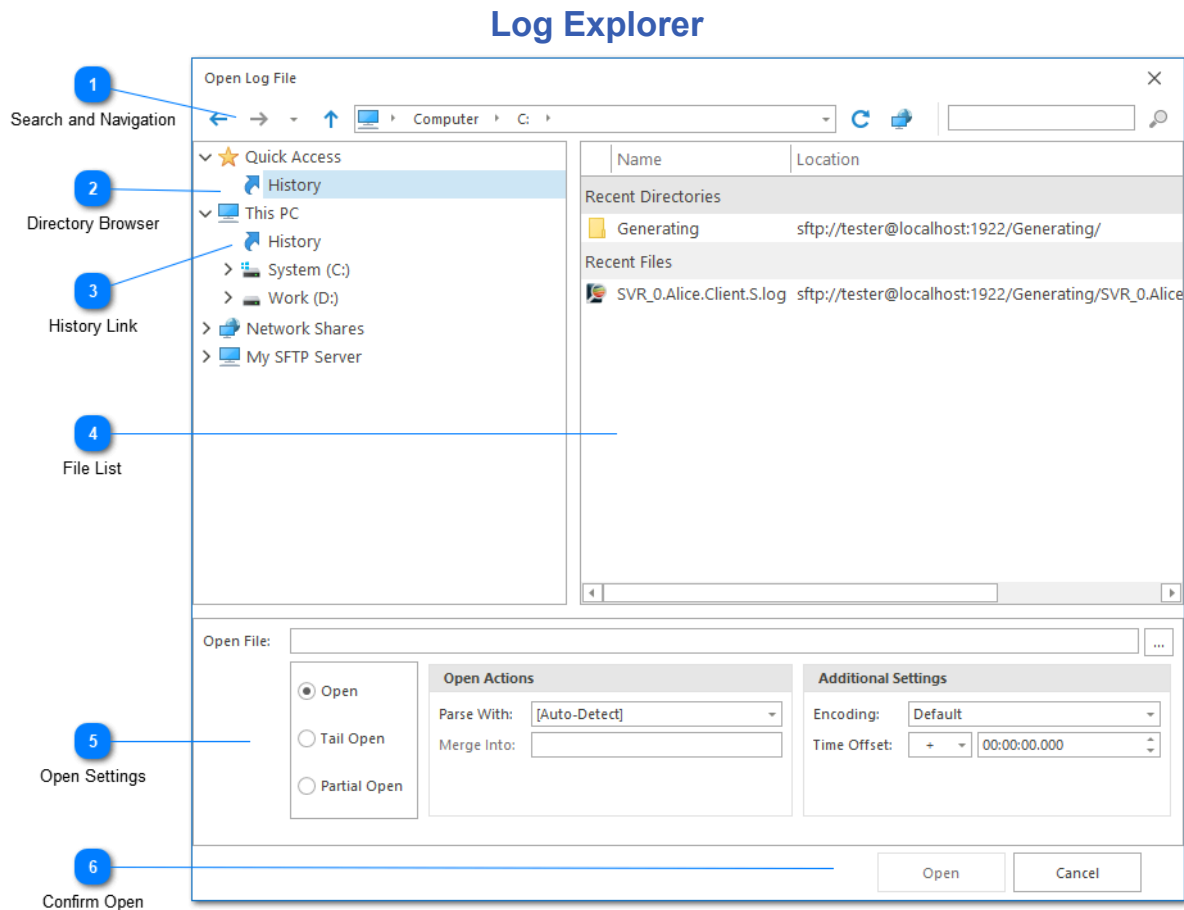 Log Explorer
1
Search and Navigation
2
Directory Browser
3
History Link
4
File List
5
Open Settings
6
Confirm Open
Open Log File
Computer C:
Quick Access
History
This PC
History
System (C:)
Work (D:)
Network Shares
My SFTP Server
Name Location
Recent Directories
Generating sftp://tester@localhost:1922/Generating/
Recent Files
SVR_0.Alice.Client.S.log sftp://tester@localhost:1922/Generating/SVR_0.Alice
Open File: ...
Open
Tail Open
Partial Open
Open Actions
Parse With: [Auto-Detect]
Merge Into:
Additional Settings
Encoding: Default
Time Offset: + 00:00:00.000
Open Cancel